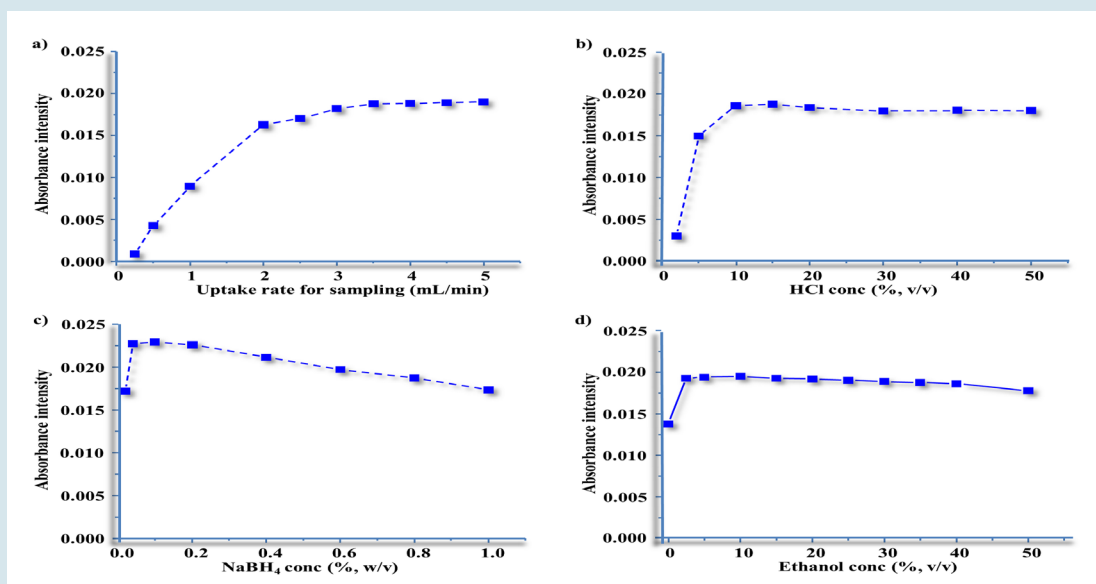 a)
0.025
0.020
0.015
0.010
0.005
0.000
Absorbance intensity
0 1 2 3 4 5
Uptake rate for sampling (mL/min)
b)
0.025
0.020
0.015
0.010
0.005
0.000
Absorbance intensity
0 10 20 30 40 50
HCl conc (%, v/v)
c)
0.025
0.020
0.015
0.010
0.005
0.000
Absorbance intensity
0.0 0.2 0.4 0.6 0.8 1.0
NaBH₄ conc (%, w/v)
d)
0.025
0.020
0.015
0.010
0.005
0.000
Absorbance intensity
0 10 20 30 40 50
Ethanol conc (%, v/v)